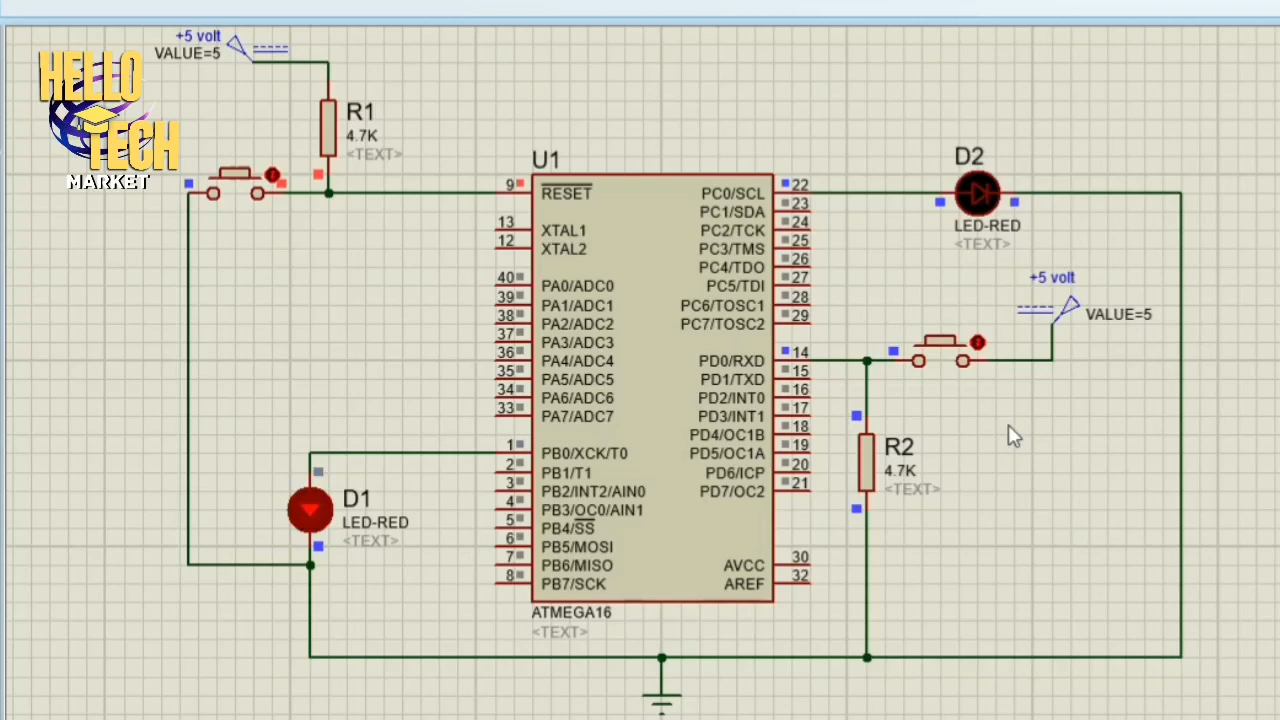 HELLO
TECH
MARKET
+5 volt
VALUE=5
R1
4.7K
<TEXT>
U1
D2
LED-RED
<TEXT>
+5 volt
VALUE=5
9 RESET
13 XTAL1
12 XTAL2
40 PA0/ADC0
39 PA1/ADC1
38 PA2/ADC2
37 PA3/ADC3
36 PA4/ADC4
35 PA5/ADC5
34 PA6/ADC6
33 PA7/ADC7
1 PB0/XCK/T0
2 PB1/T1
3 PB2/INT2/AIN0
4 PB3/OC0/AIN1
5 PB4/SS
6 PB5/MOSI
7 PB6/MISO
8 PB7/SCK
PC0/SCL 22
PC1/SDA 23
PC2/TCK 24
PC3/TMS 25
PC4/TDO 26
PC5/TDI 27
PC6/TOSC1 28
PC7/TOSC2 29
PD0/RXD 14
PD1/TXD 15
PD2/INT0 16
PD3/INT1 17
PD4/OC1B 18
PD5/OC1A 19
PD6/ICP 20
PD7/OC2 21
AVCC 30
AREF 32
ATMEGA16
<TEXT>
D1
LED-RED
<TEXT>
R2
4.7K
<TEXT>